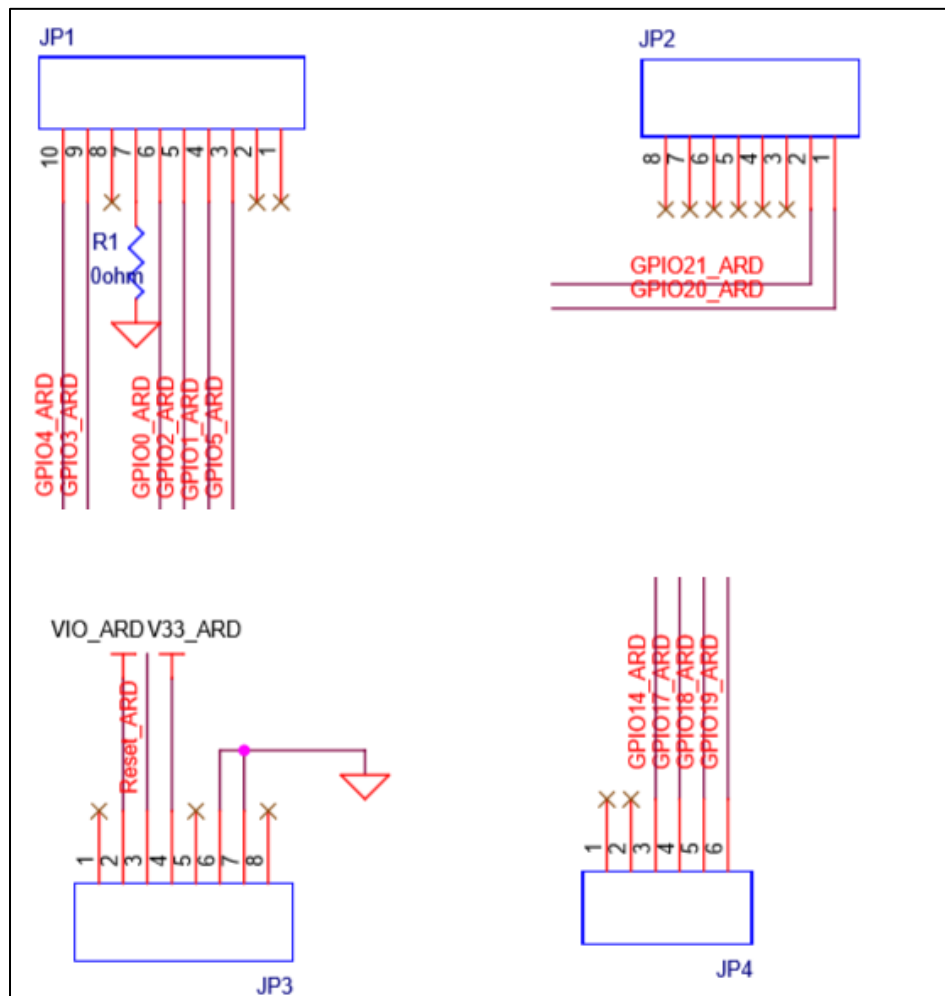 JP1
JP2
10
9
8
7
6
5
4
3
2
1
8
7
6
5
4
3
2
1
R1
0ohm
GPIO21_ARD
GPIO20_ARD
GPIO4_ARD
GPIO3_ARD
GPIO0_ARD
GPIO2_ARD
GPIO1_ARD
GPIO5_ARD
VIO_ARD V33_ARD
Reset_ARD
GPIO14_ARD
GPIO17_ARD
GPIO18_ARD
GPIO19_ARD
1
2
3
4
5
6
7
8
1
2
3
4
5
6
JP3
JP4